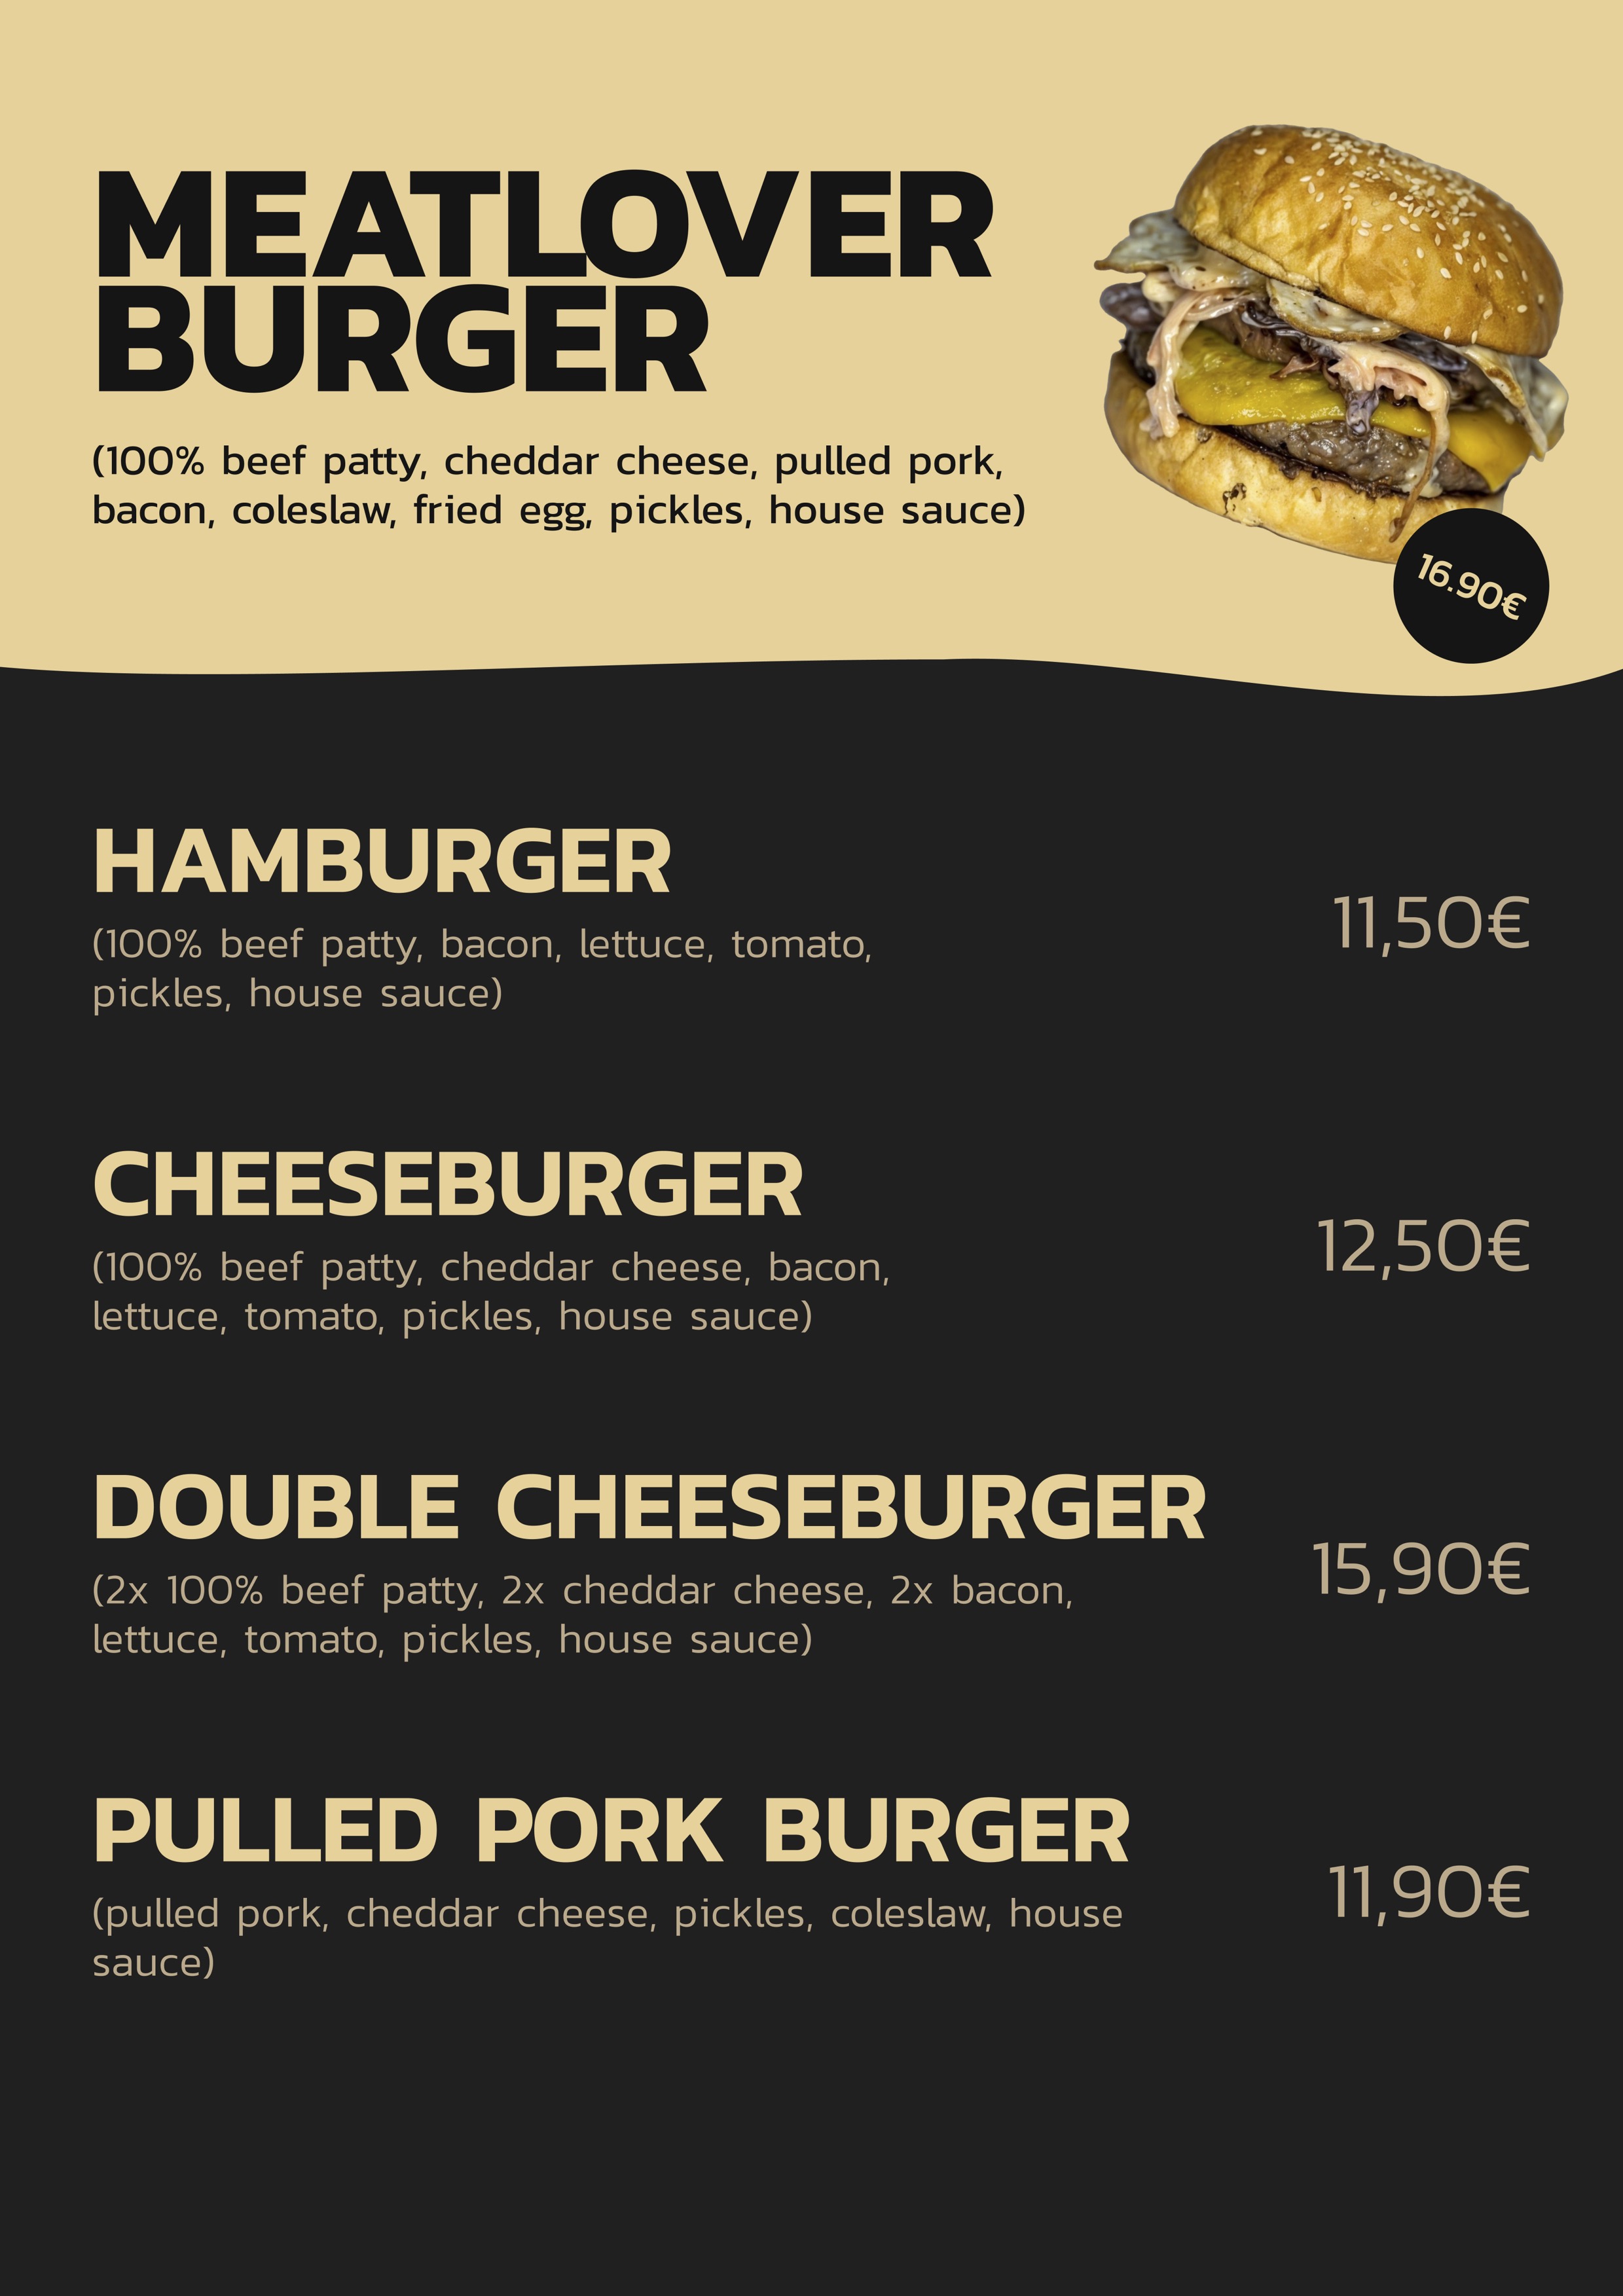 MEATLOVER
BURGER
(100% beef patty, cheddar cheese, pulled pork,
bacon, coleslaw, fried egg, pickles, house sauce)
16.90€
HAMBURGER
(100% beef patty, bacon, lettuce, tomato,
pickles, house sauce)
11,50€
CHEESEBURGER
(100% beef patty, cheddar cheese, bacon,
lettuce, tomato, pickles, house sauce)
12,50€
DOUBLE CHEESEBURGER
(2x 100% beef patty, 2x cheddar cheese, 2x bacon,
lettuce, tomato, pickles, house sauce)
15,90€
PULLED PORK BURGER
(pulled pork, cheddar cheese, pickles, coleslaw, house
sauce)
11,90€